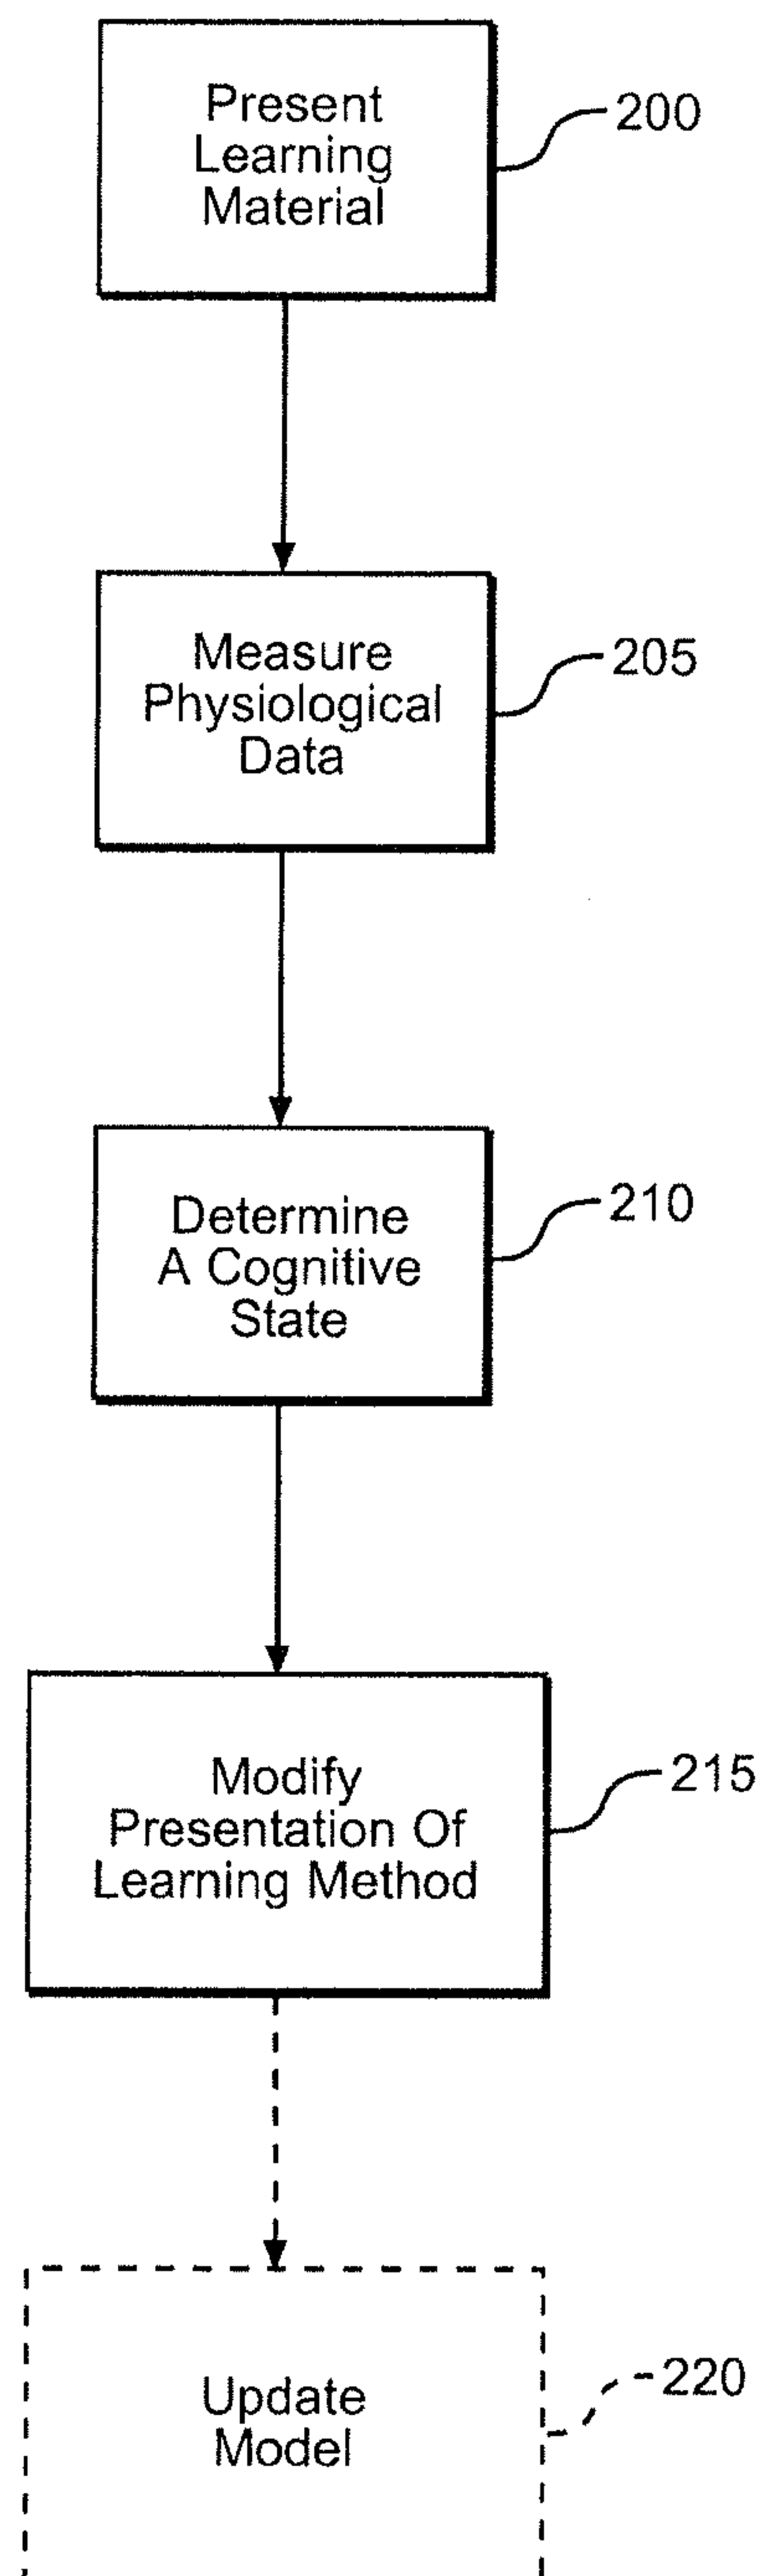 Present
Learning
Material
200
Measure
Physiological
Data
205
Determine
A Cognitive
State
210
Modify
Presentation Of
Learning Method
215
Update
Model
220